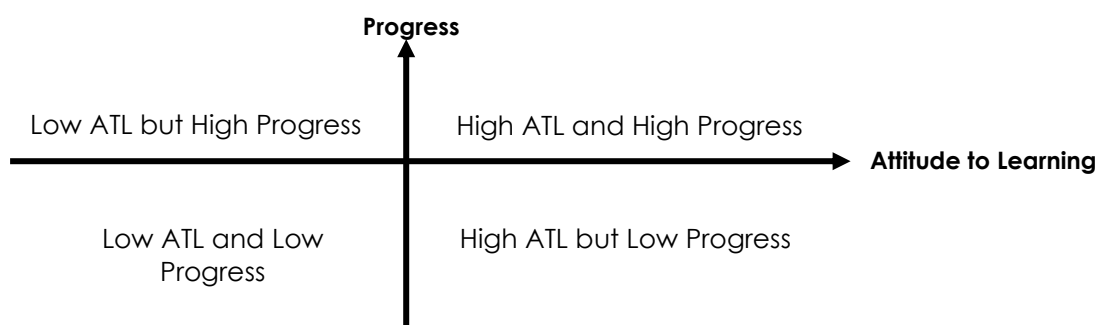 Progress
Low ATL but High Progress
High ATL and High Progress
Attitude to Learning
Low ATL and Low
Progress
High ATL but Low Progress